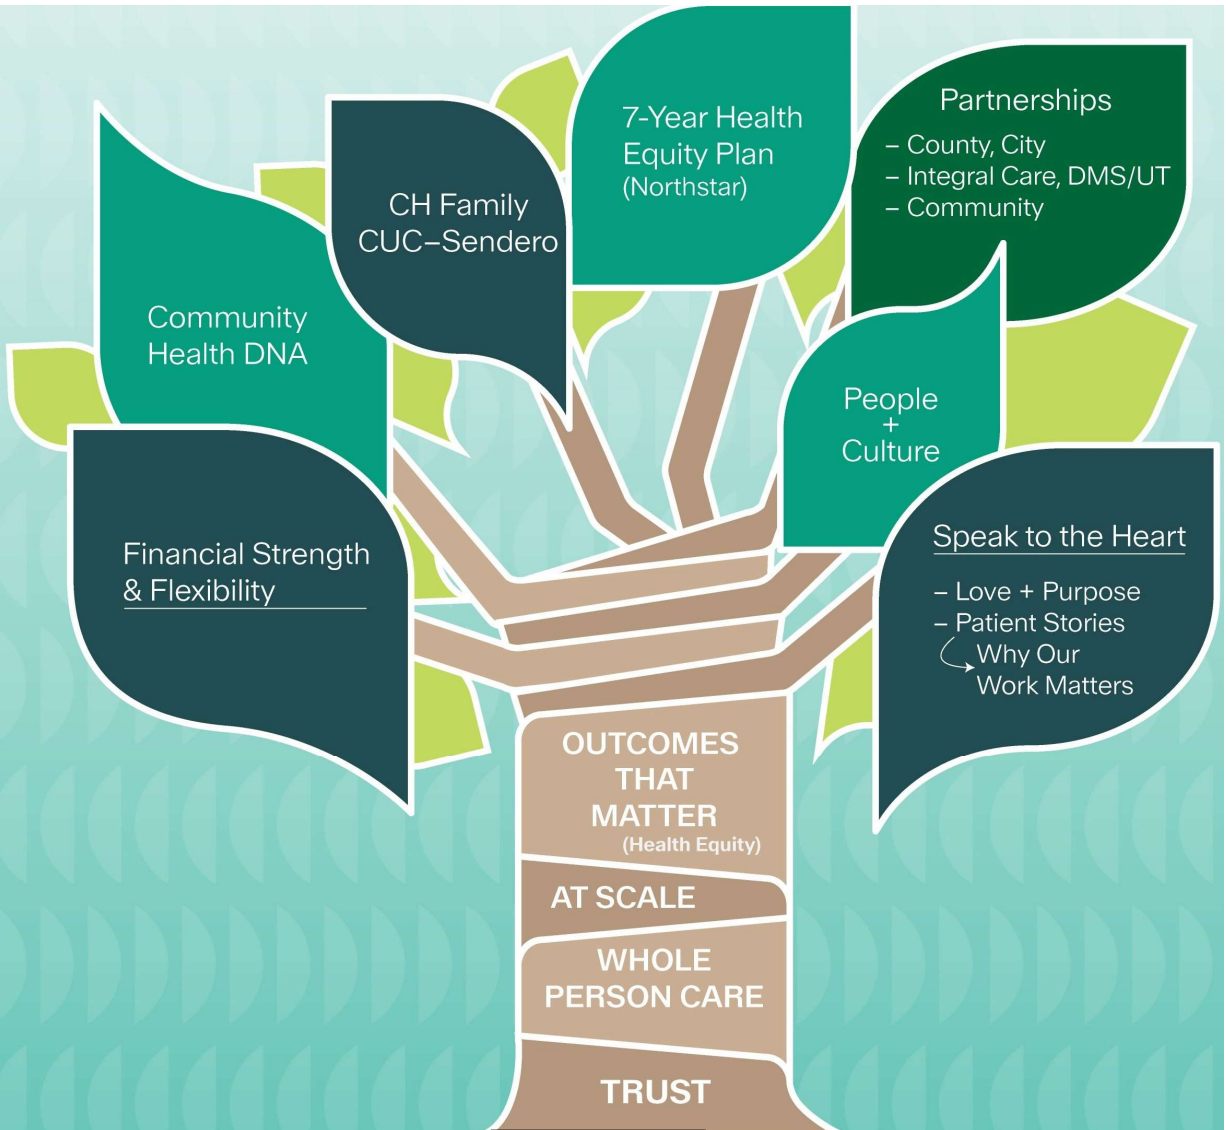 7-Year Health
Equity Plan
(Northstar)
Partnerships
– County, City
– Integral Care, DMS/UT
– Community
CH Family
CUC–Sendero
Community
Health DNA
People
+
Culture
Financial Strength
& Flexibility
Speak to the Heart
– Love + Purpose
– Patient Stories
Why Our
Work Matters
OUTCOMES
THAT
MATTER
(Health Equity)
AT SCALE
WHOLE
PERSON CARE
TRUST